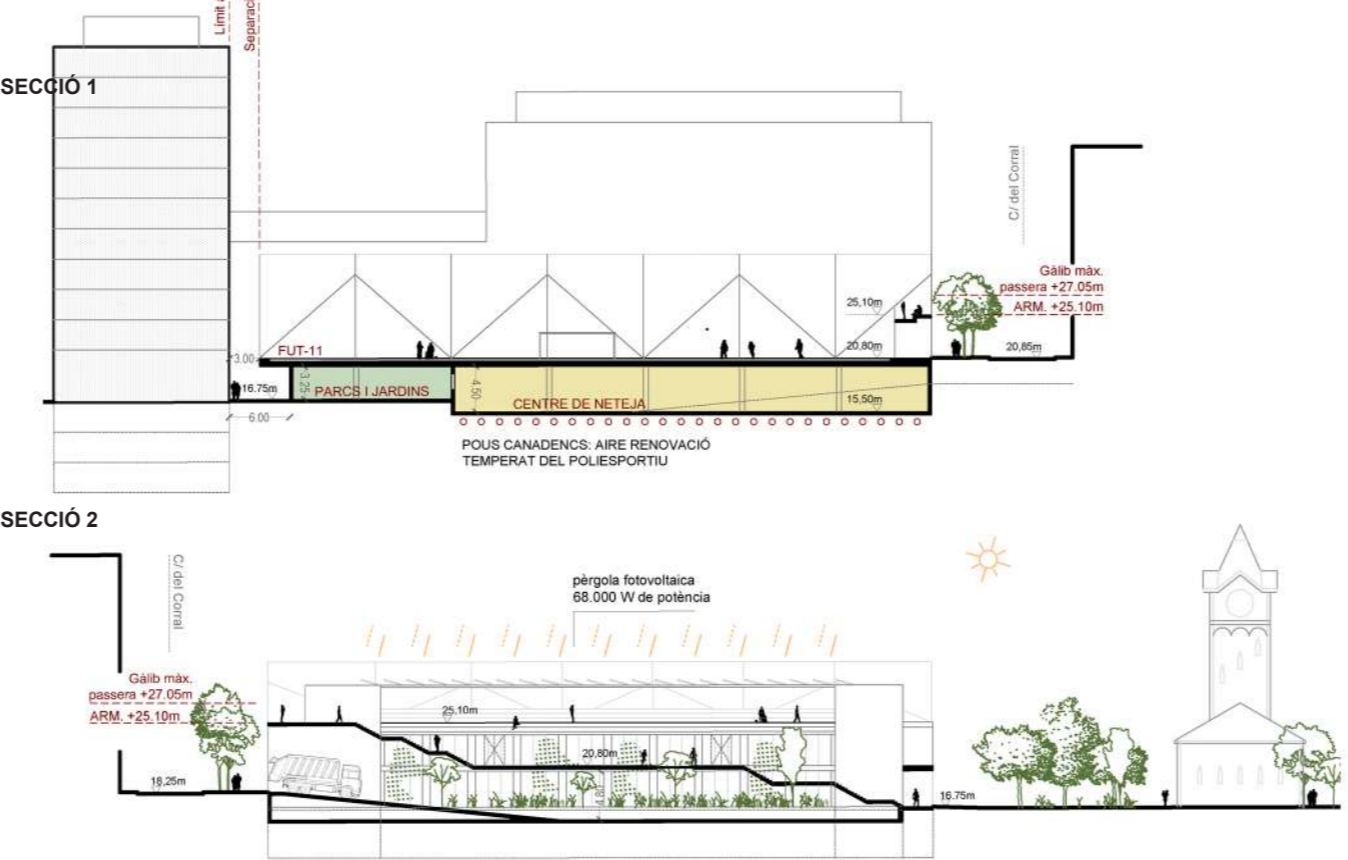 Límit
Separaci
SECCIÓ 1
C/ del Corral
Gàlib màx.
passera +27.05m
ARM. +25.10m
25,10m
20,80m
20,85m
3.00
FUT-11
16.75m
3.25
PARCS I JARDINS
4.50
CENTRE DE NETEJA
15,50m
6.00
POUS CANADENCS: AIRE RENOVACIÓ
TEMPERAT DEL POLIESPORTIU
SECCIÓ 2
C/ del Corral
pèrgola fotovoltaica
68.000 W de potència
Gàlib màx.
passera +27.05m
ARM. +25.10m
25,10m
20,80m
18,25m
16.75m